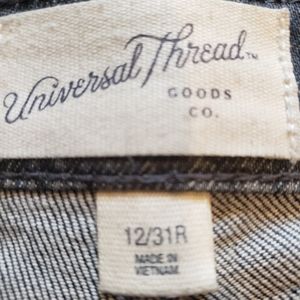 Universal Thread™
GOODS
CO.
12/31R
MADE IN
VIETNAM